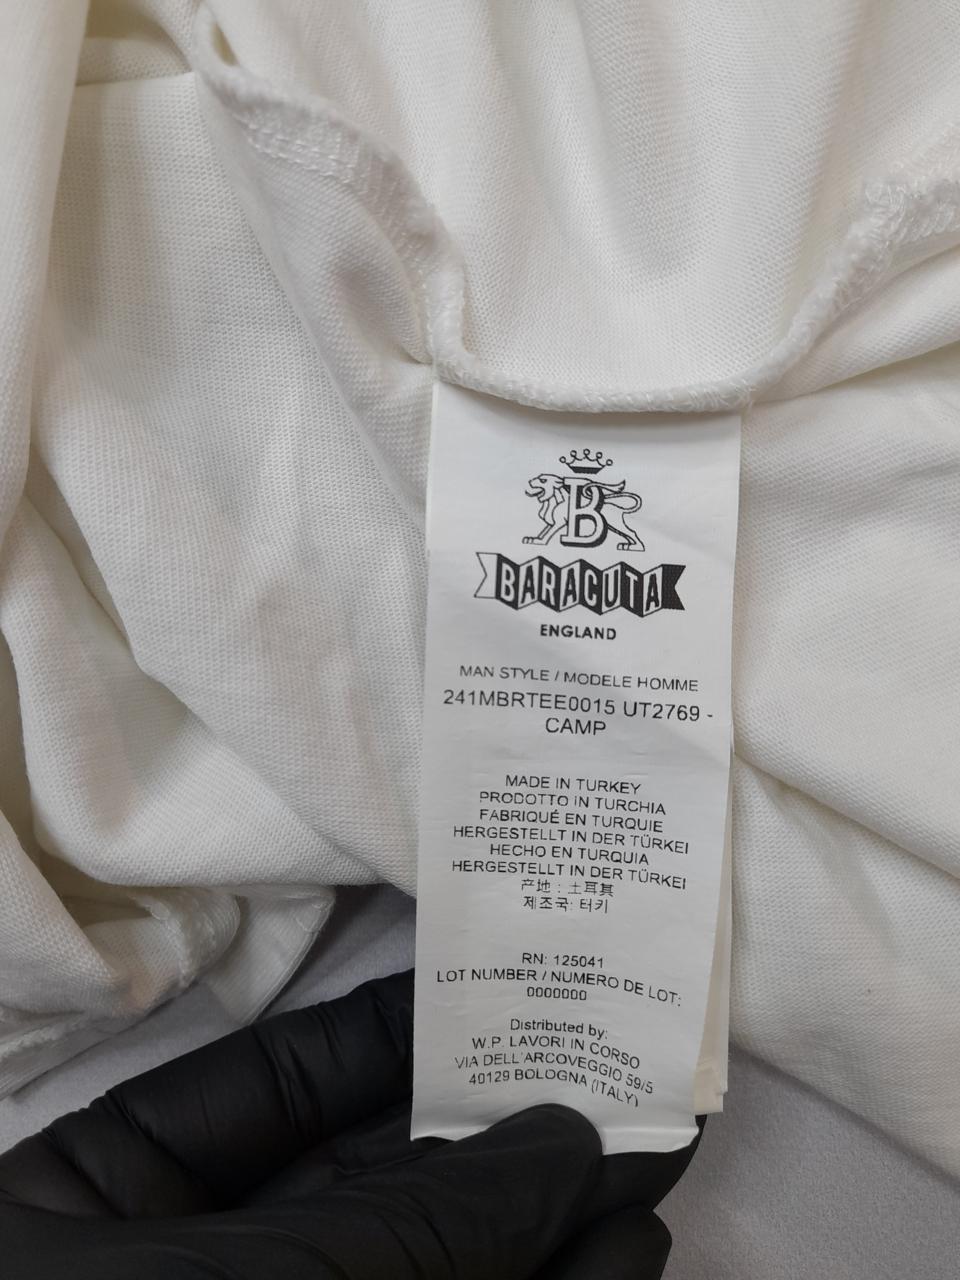 B
BARACUTA
ENGLAND
MAN STYLE / MODELE HOMME
241MBRTEE0015 UT2769 -
CAMP
MADE IN TURKEY
PRODOTTO IN TURCHIA
FABRIQUÉ EN TURQUIE
HERGESTELLT IN DER TÜRKEI
HECHO EN TURQUIA
HERGESTELLT IN DER TÜRKEI
产地：土耳其
제조국: 터키
RN: 125041
LOT NUMBER / NUMERO DE LOT:
0000000
Distributed by:
W.P. LAVORI IN CORSO
VIA DELL'ARCOVEGGIO 59/5
40129 BOLOGNA (ITALY)